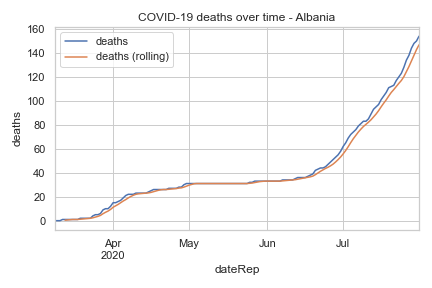 COVID-19 deaths over time - Albania
deaths
deaths (rolling)
160
140
120
100
80
60
40
20
0
deaths
Apr
2020
May
Jun
Jul
dateRep